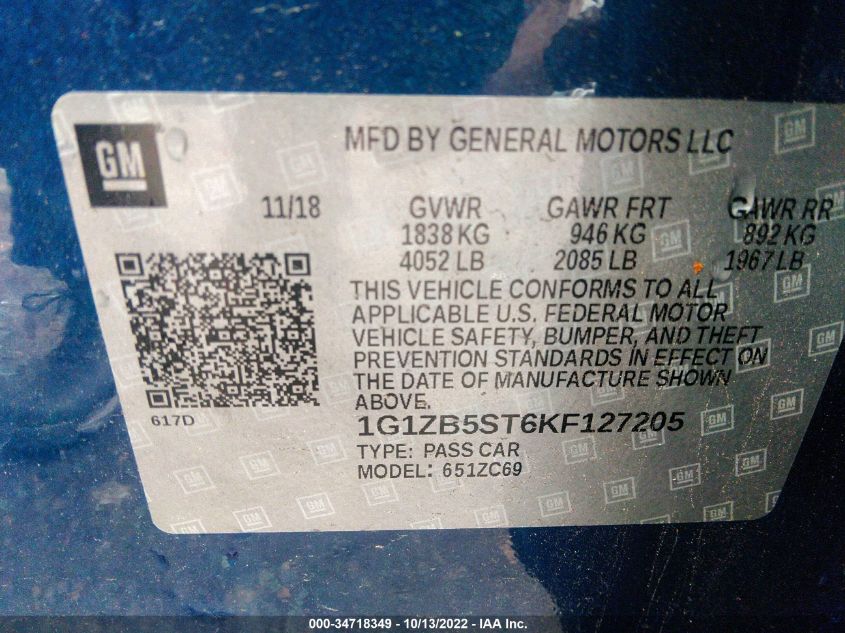 GM
MFD BY GENERAL MOTORS LLC
11/18 GVWR GAWR FRT GAWR RR
1838 KG 946 KG 892 KG
4052 LB 2085 LB 1967 LB
THIS VEHICLE CONFORMS TO ALL
APPLICABLE U.S. FEDERAL MOTOR
VEHICLE SAFETY, BUMPER, AND THEFT
PREVENTION STANDARDS IN EFFECT ON
THE DATE OF MANUFACTURE SHOWN
ABOVE.
617D
1G1ZB5ST6KF127205
TYPE: PASS CAR
MODEL: 651ZC69
000-34718349 - 10/13/2022 - IAA Inc.